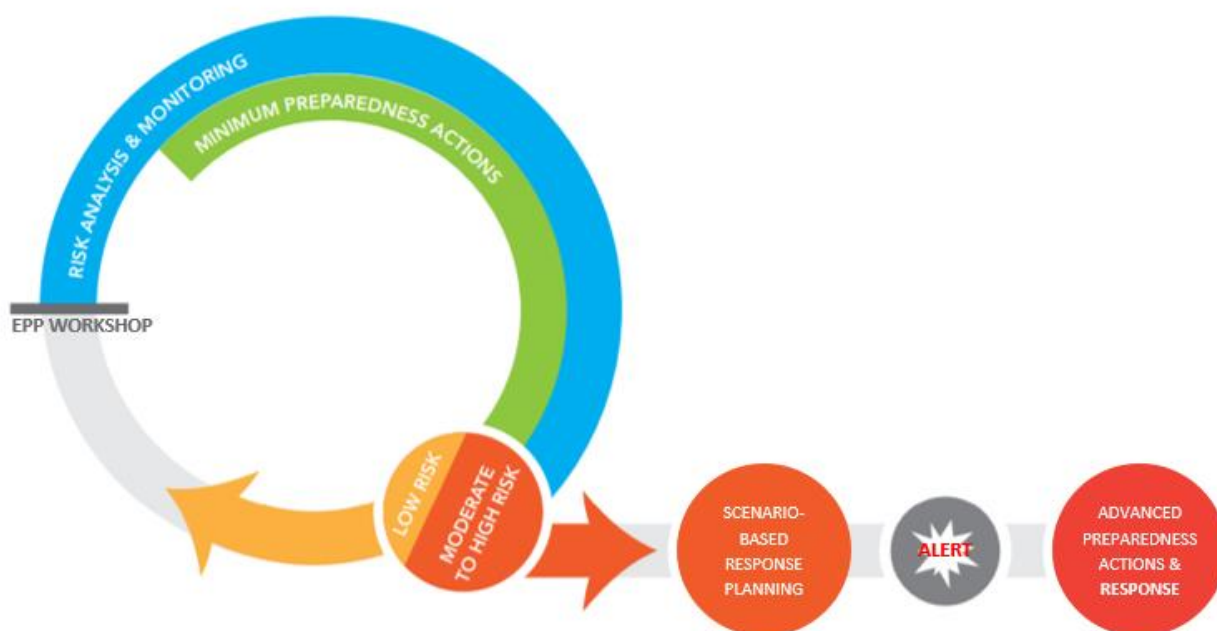 RISK ANALYSIS & MONITORING
MINIMUM PREPAREDNESS ACTIONS
EPP WORKSHOP
LOW RISK
MODERATE
TO HIGH RISK
SCENARIO-
BASED
RESPONSE
PLANNING
ALERT
ADVANCED
PREPAREDNESS
ACTIONS &
RESPONSE